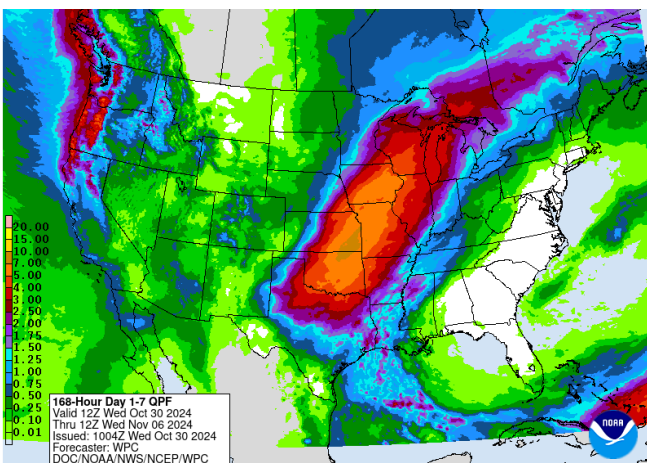 20.00
15.00
10.00
7.00
5.00
4.00
3.00
2.50
2.00
1.75
1.50
1.25
1.00
0.75
0.50
0.25
0.10
0.01
168-Hour Day 1-7 QPF
Valid 12Z Wed Oct 30 2024
Thru 12Z Wed Nov 06 2024
Issued: 1004Z Wed Oct 30 2024
Forecaster: WPC
DOC/NOAA/NWS/NCEP/WPC
NOAA